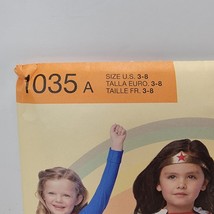 1035 A
SIZE U.S. 3-8
TALLA EURO. 3-8
TAILLE FR. 3-8